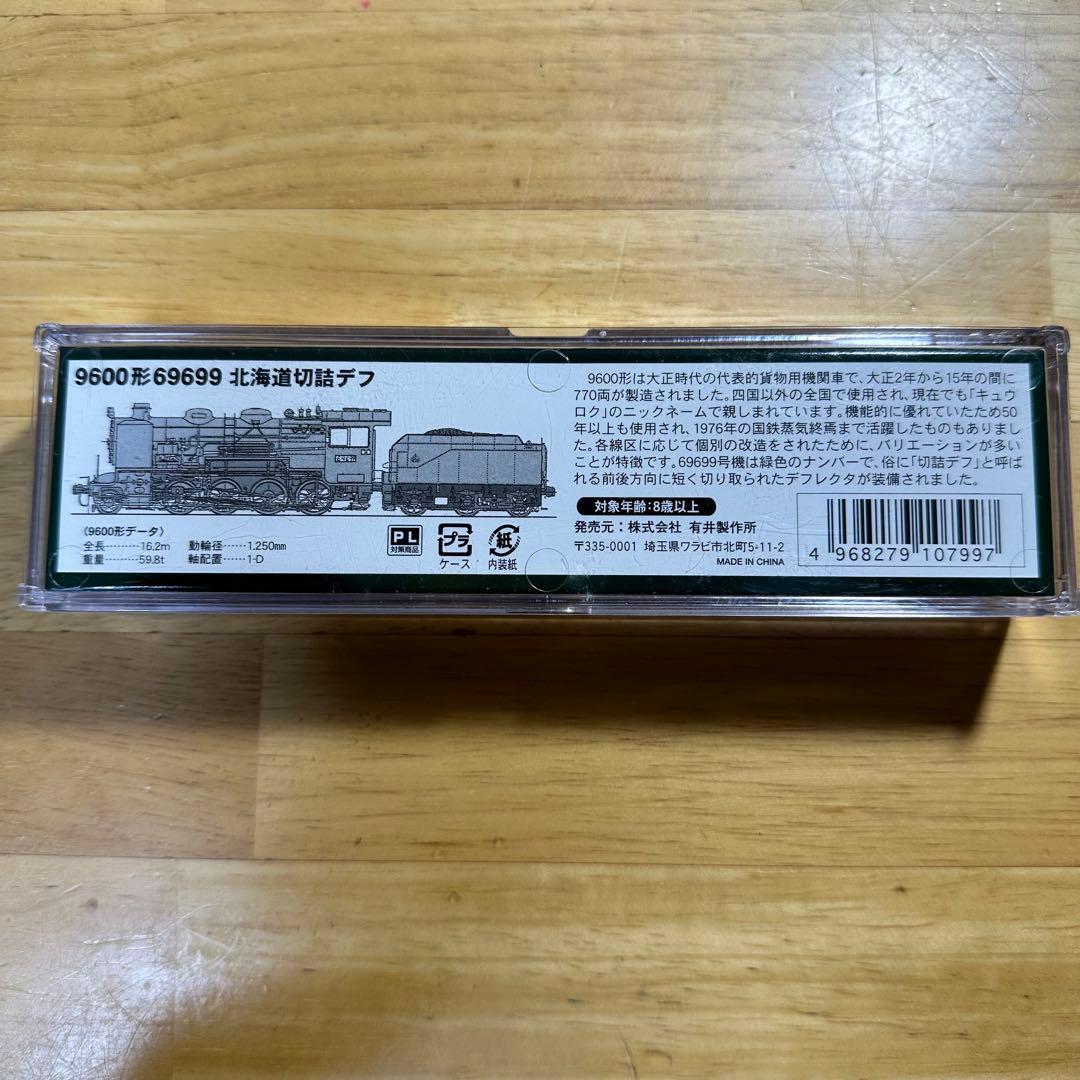 9600形69699 北海道切詰デフ
〈9600形データ〉
全長………16.2m 動輪径……1,250mm
重量………59.8t 軸配置……1-D
PL
対策商品
プラ
ケース
紙
内装紙
9600形は大正時代の代表的貨物用機関車で、大正2年から15年の間に
770両が製造されました。四国以外の全国で使用され、現在でも「キュウ
ロク」のニックネームで親しまれています。機能的に優れていたため50
年以上も使用され、1976年の国鉄蒸気終焉まで活躍したものもありまし
た。各線区に応じて個別の改造をされたために、バリエーションが多い
ことが特徴です。69699号機は緑色のナンバーで、俗に「切詰デフ」と呼ば
れる前後方向に短く切り取られたデフレクタが装備されました。
対象年齢:8歳以上
発売元:株式会社 有井製作所
〒335-0001 埼玉県ワラビ市北町5-11-2
MADE IN CHINA
4 968279 107997